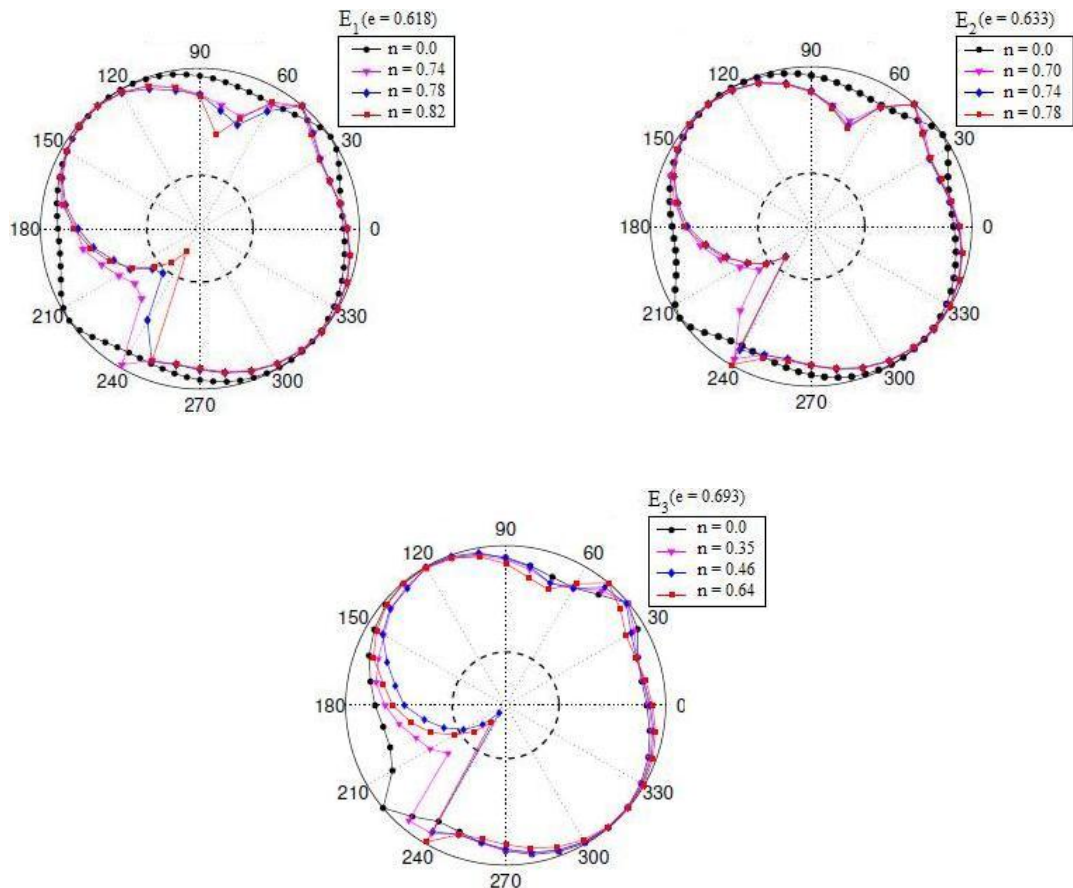 E1(e = 0.618)
n = 0.0
n = 0.74
n = 0.78
n = 0.82
90
120
60
150
30
180
0
210
330
240
300
270
E2(e = 0.633)
n = 0.0
n = 0.70
n = 0.74
n = 0.78
90
120
60
150
30
180
0
210
330
240
300
270
E3(e = 0.693)
n = 0.0
n = 0.35
n = 0.46
n = 0.64
90
120
60
150
30
180
0
210
330
240
300
270